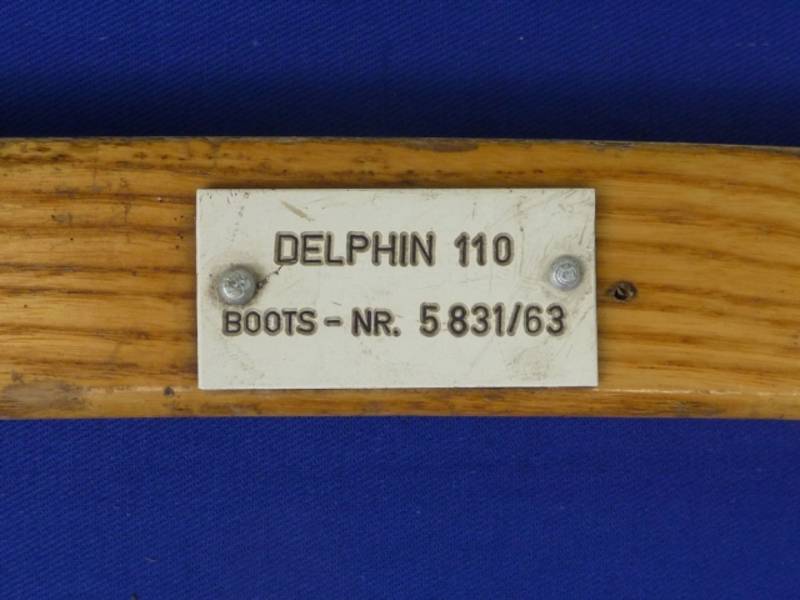 DELPHIN 110
BOOTS - NR. 5831/63